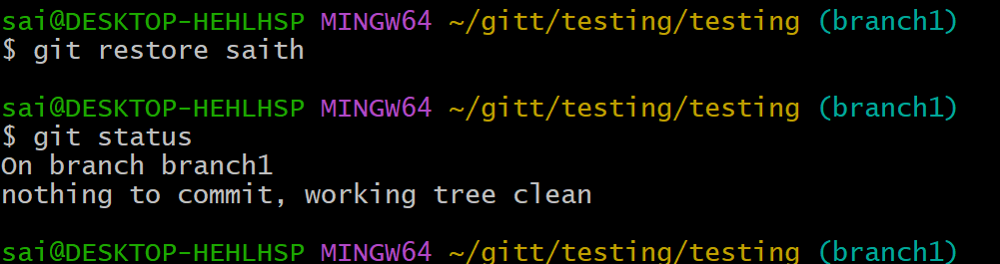 sai@DESKTOP-HEHLHSP MINGW64 ~/gitt/testing/testing (branch1)
$ git restore saith
sai@DESKTOP-HEHLHSP MINGW64 ~/gitt/testing/testing (branch1)
$ git status
On branch branch1
nothing to commit, working tree clean
sai@DESKTOP-HEHLHSP MINGW64 ~/gitt/testing/testing (branch1)